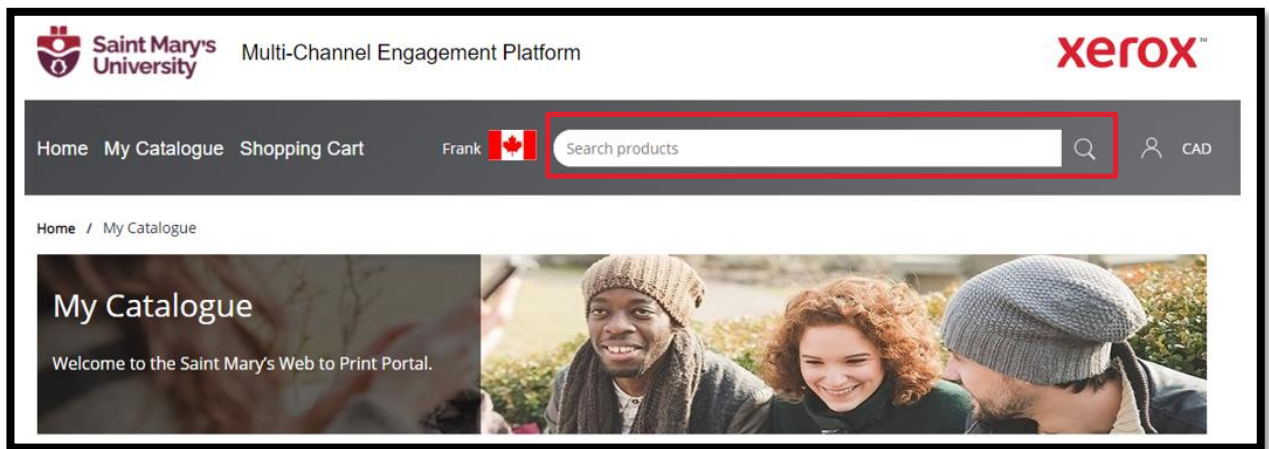 Saint Mary's
University
Multi-Channel Engagement Platform
xerox™
Home My Catalogue Shopping Cart Frank Search products CAD
Home / My Catalogue
My Catalogue
Welcome to the Saint Mary's Web to Print Portal.